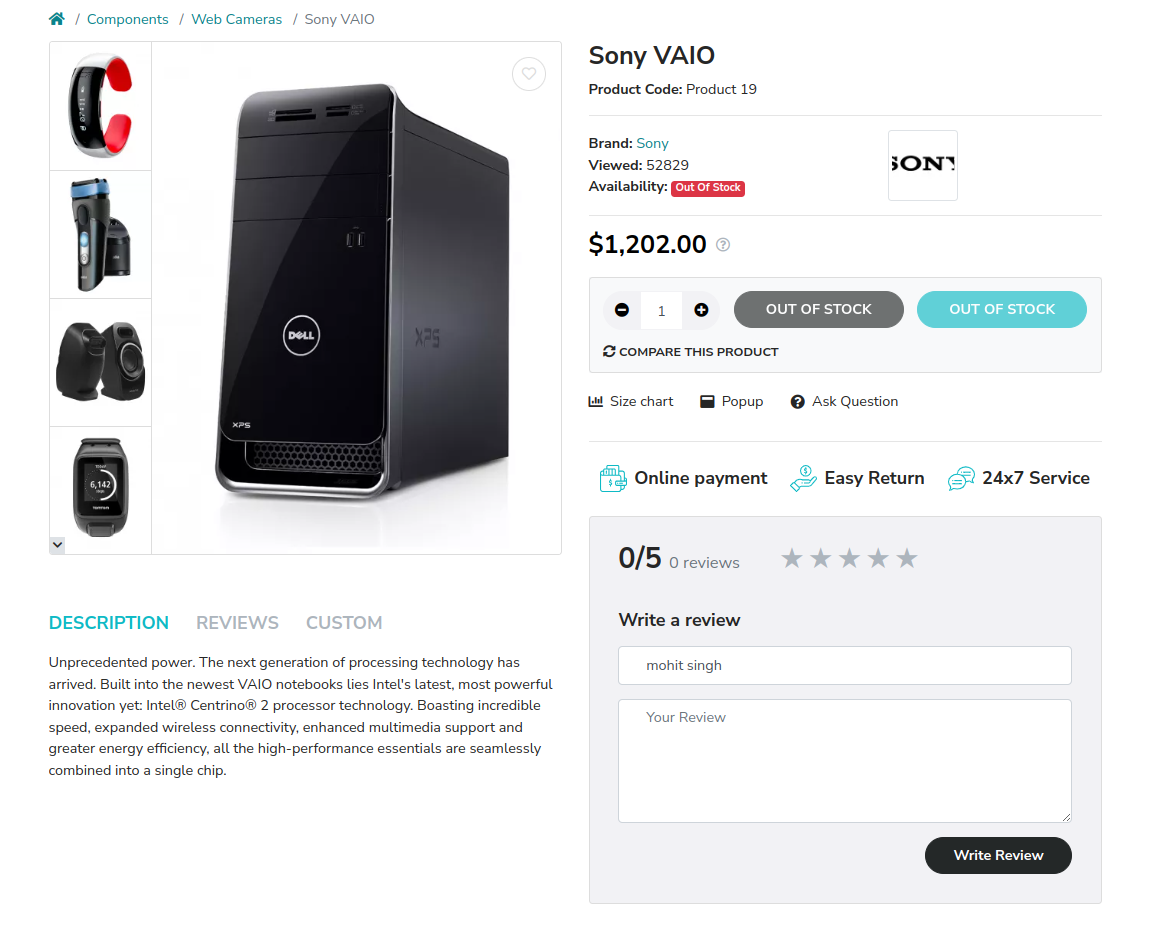 / Components / Web Cameras / Sony VAIO
Sony VAIO
Product Code: Product 19
Brand: Sony
Viewed: 52829
Availability: Out Of Stock
SONY
$1,202.00
1
OUT OF STOCK
OUT OF STOCK
COMPARE THIS PRODUCT
Size chart
Popup
Ask Question
Online payment
Easy Return
24x7 Service
0/5 0 reviews
Write a review
mohit singh
Your Review
Write Review
07:11
6,142
DELL
XPS
XPS
DESCRIPTION
REVIEWS
CUSTOM
Unprecedented power. The next generation of processing technology has
arrived. Built into the newest VAIO notebooks lies Intel's latest, most powerful
innovation yet: Intel® Centrino® 2 processor technology. Boasting incredible
speed, expanded wireless connectivity, enhanced multimedia support and
greater energy efficiency, all the high-performance essentials are seamlessly
combined into a single chip.